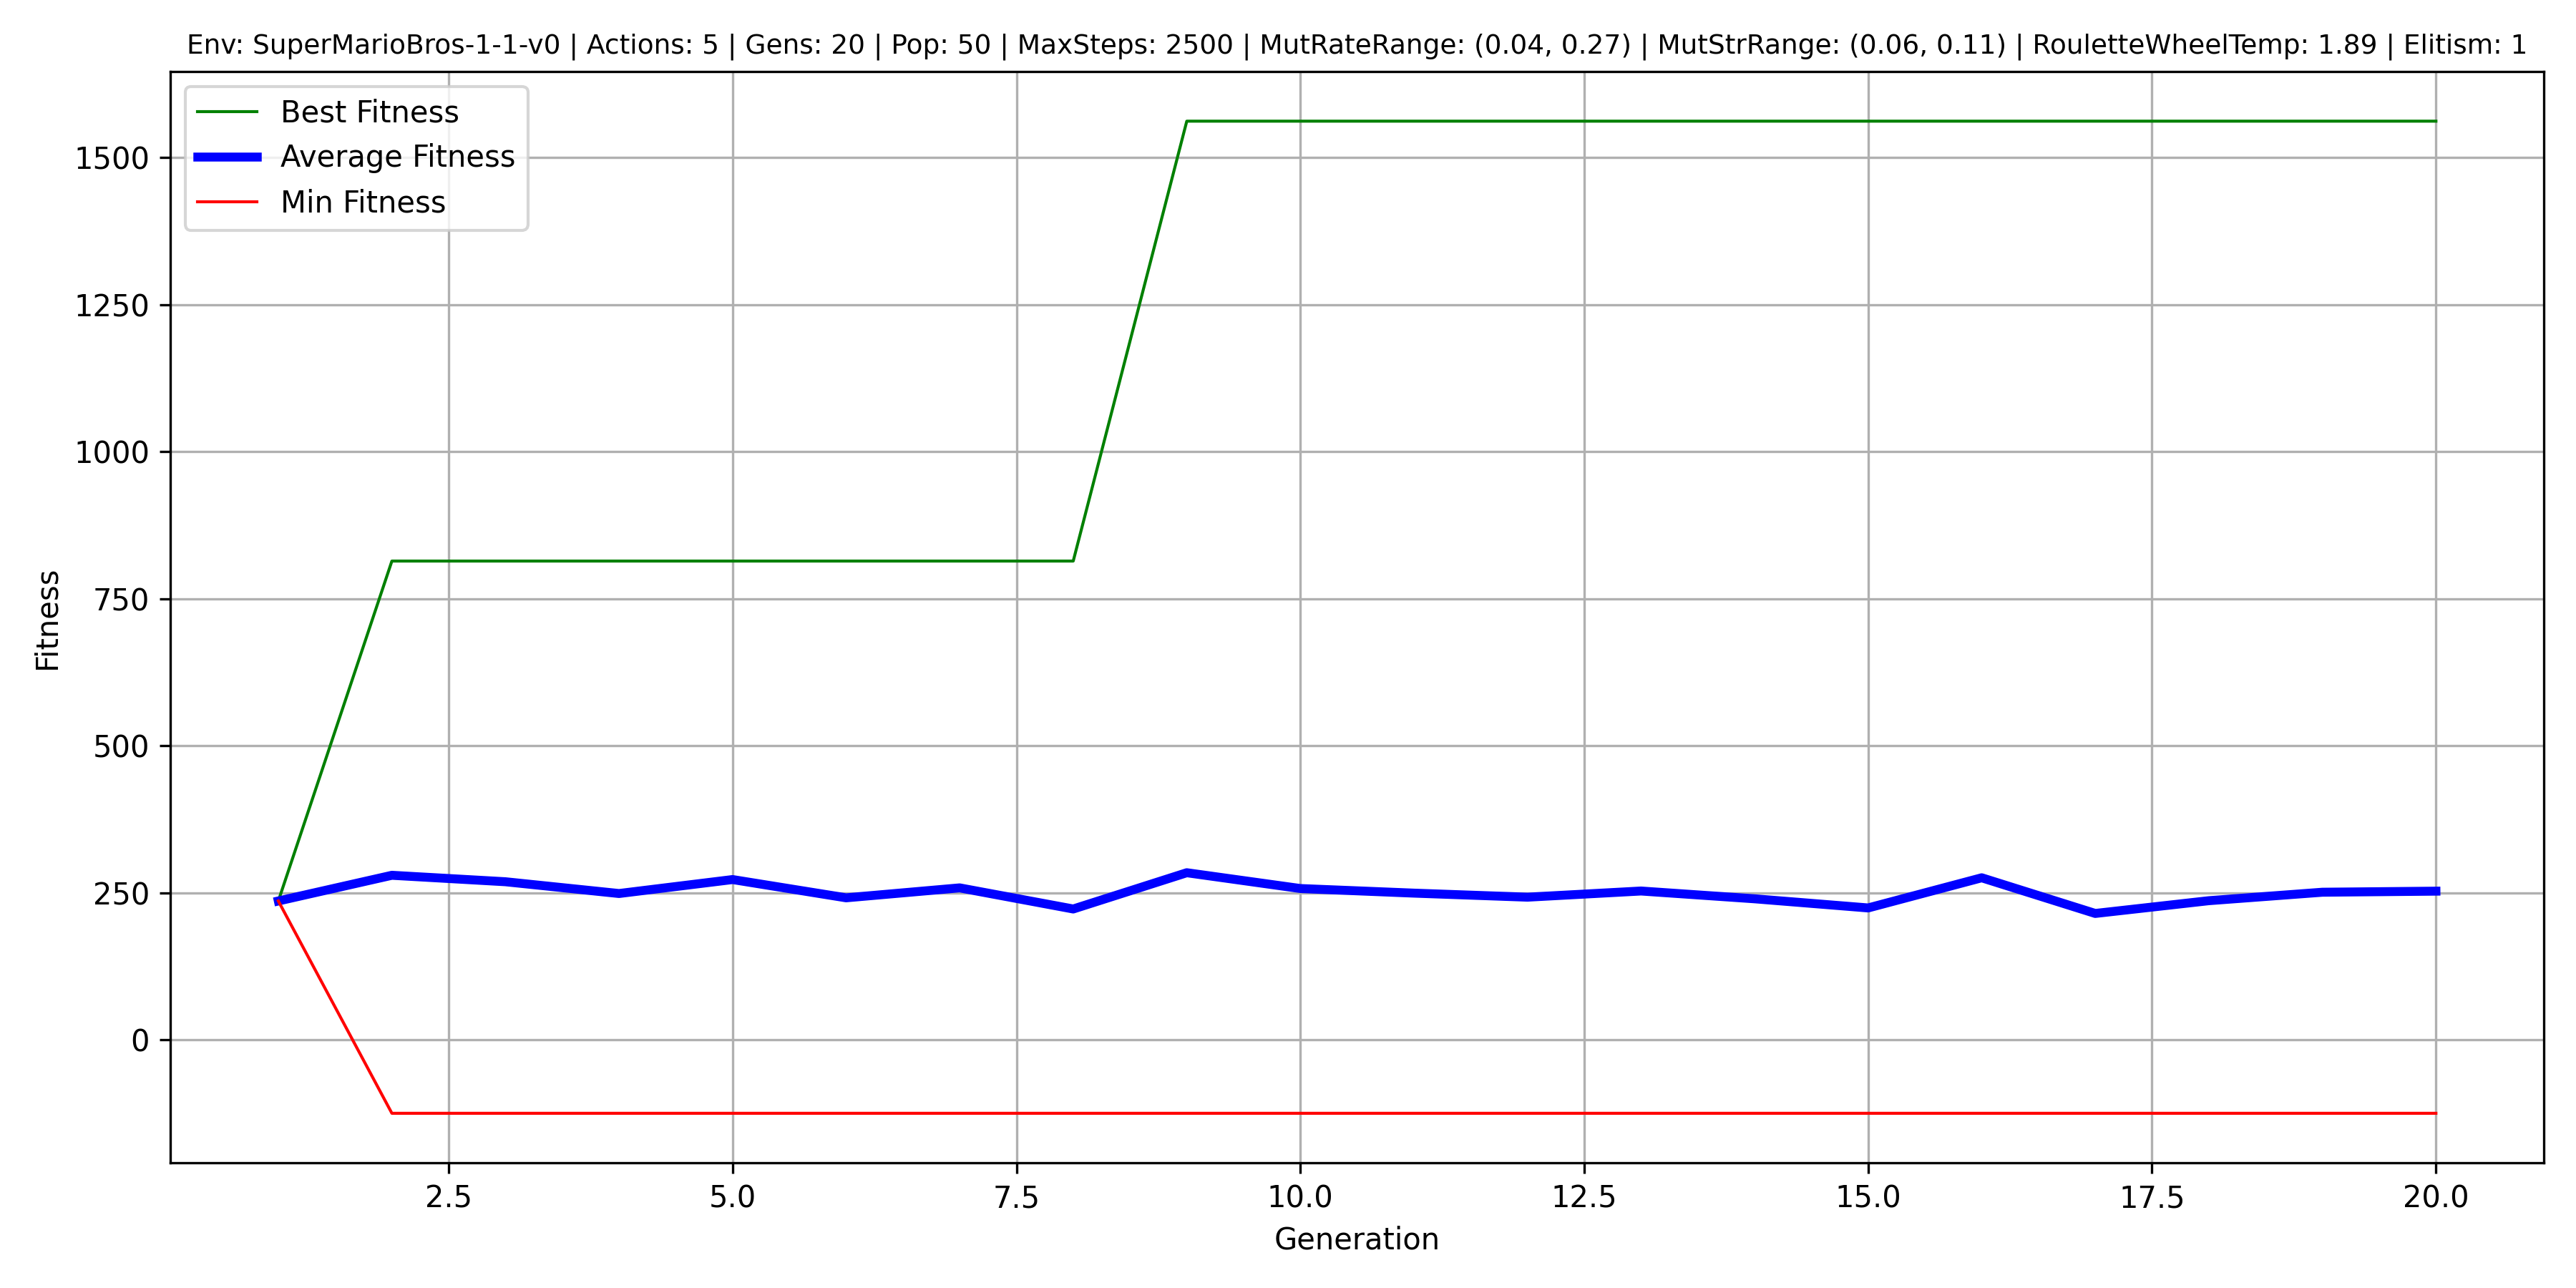 Env: SuperMarioBros-1-1-v0 | Actions: 5 | Gens: 20 | Pop: 50 | MaxSteps: 2500 | MutRateRange: (0.04, 0.27) | MutStrRange: (0.06, 0.11) | RouletteWheelTemp: 1.89 | Elitism: 1
Best Fitness
Average Fitness
Min Fitness
1500
1250
1000
750
500
250
0
Fitness
2.5 5.0 7.5 10.0 12.5 15.0 17.5 20.0
Generation